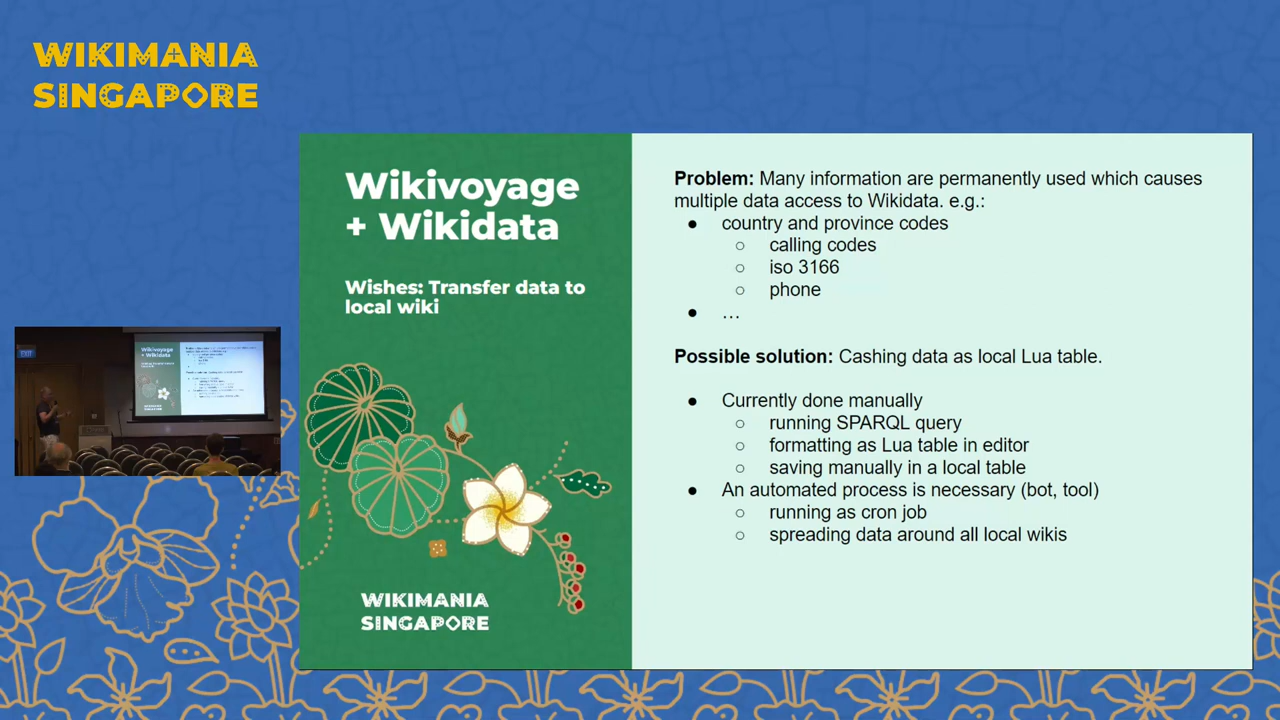 WIKIMANIA
SINGAPORE
Wikivoyage
+ Wikidata
Wishes: Transfer data to
local wiki
WIKIMANIA
SINGAPORE
Problem: Many information are permanently used which causes
multiple data access to Wikidata. e.g.:
● country and province codes
○ calling codes
○ iso 3166
○ phone
● …
Possible solution: Cashing data as local Lua table.
● Currently done manually
○ running SPARQL query
○ formatting as Lua table in editor
○ saving manually in a local table
● An automated process is necessary (bot, tool)
○ running as cron job
○ spreading data around all local wikis
EXIT
Wikivoyage
+ Wikidata